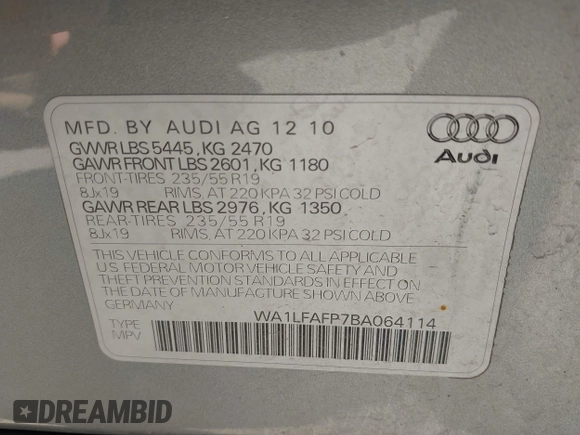 MFD. BY AUDI AG 12 10
GVWR LBS 5445, KG 2470
GAWR FRONT LBS 2601, KG 1180
FRONT-TIRES 235/55 R19
8Jx19 RIMS, AT 220 KPA 32 PSI COLD
GAWR REAR LBS 2976, KG 1350
REAR-TIRES 235/55 R19
8Jx19 RIMS, AT 220 KPA 32 PSI COLD
THIS VEHICLE CONFORMS TO ALL APPLICABLE
U.S. FEDERAL MOTOR VEHICLE SAFETY AND
THEFT PREVENTION STANDARDS IN EFFECT ON
THE DATE OF MANUFACTURE SHOWN ABOVE.
GERMANY
WA1LFAFP7BA064114
TYPE
MPV
Audi
DREAMBID